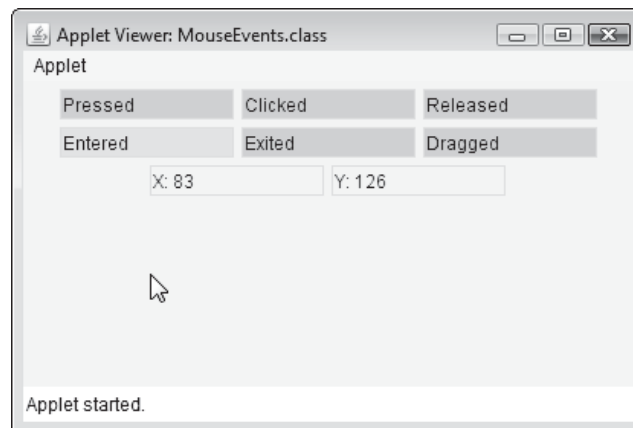 Applet Viewer: MouseEvents.class
Applet
Pressed Clicked Released
Entered Exited Dragged
X: 83 Y: 126
Applet started.